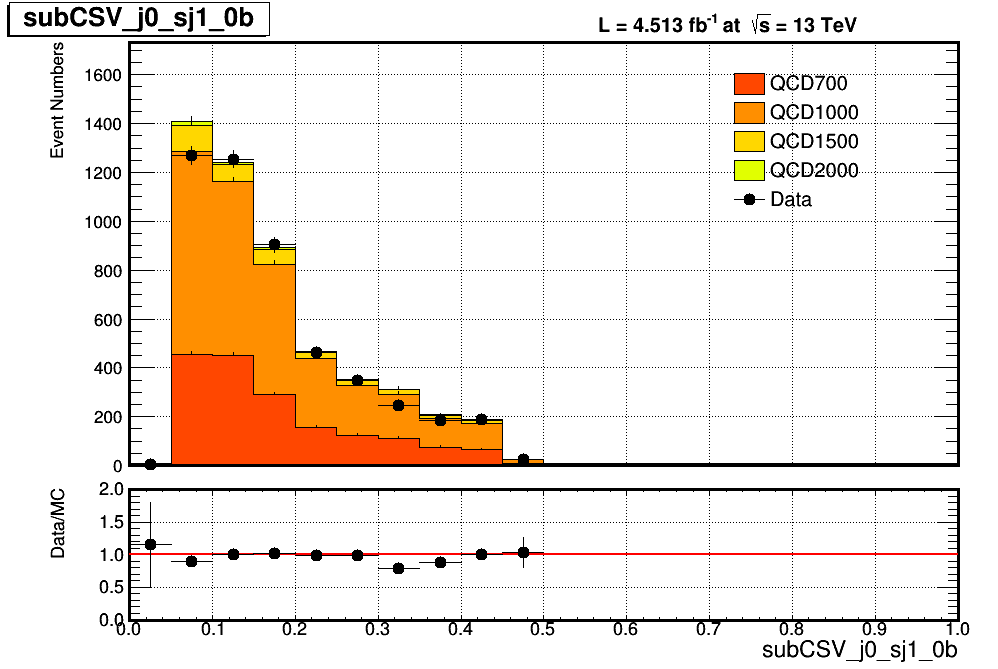 subCSV_j0_sj1_0b
L = 4.513 fb-1 at √s = 13 TeV
Event Numbers
1600
1400
1200
1000
800
600
400
200
0
QCD700
QCD1000
QCD1500
QCD2000
Data
Data/MC
2.0
1.5
1.0
0.5
0.0
0.0 0.1 0.2 0.3 0.4 0.5 0.6 0.7 0.8 0.9 1.0
subCSV_j0_sj1_0b